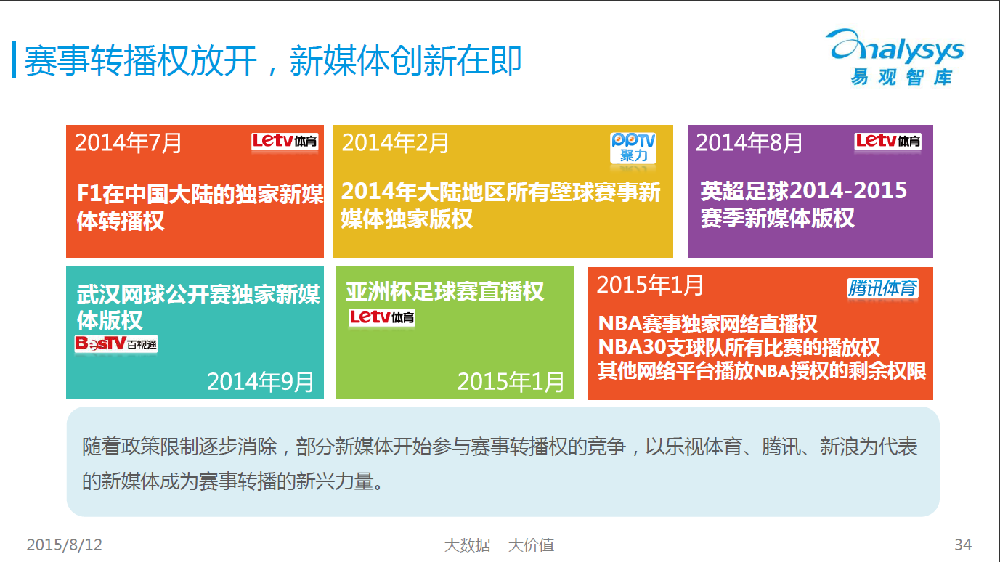 赛事转播权放开，新媒体创新在即
Analysys
易观智库
2014年7月
Letv体育
F1在中国大陆的独家新媒
体转播权
2014年2月
PPTV
聚力
2014年大陆地区所有壁球赛事新
媒体独家版权
2014年8月
Letv体育
英超足球2014-2015
赛季新媒体版权
武汉网球公开赛独家新媒
体版权
BesTV百视通
2014年9月
亚洲杯足球赛直播权
Letv体育
2015年1月
2015年1月
腾讯体育
NBA赛事独家网络直播权
NBA30支球队所有比赛的播放权
其他网络平台播放NBA授权的剩余权限
随着政策限制逐步消除，部分新媒体开始参与赛事转播权的竞争，以乐视体育、腾讯、新浪为代表
的新媒体成为赛事转播的新兴力量。
2015/8/12
大数据 大价值
34